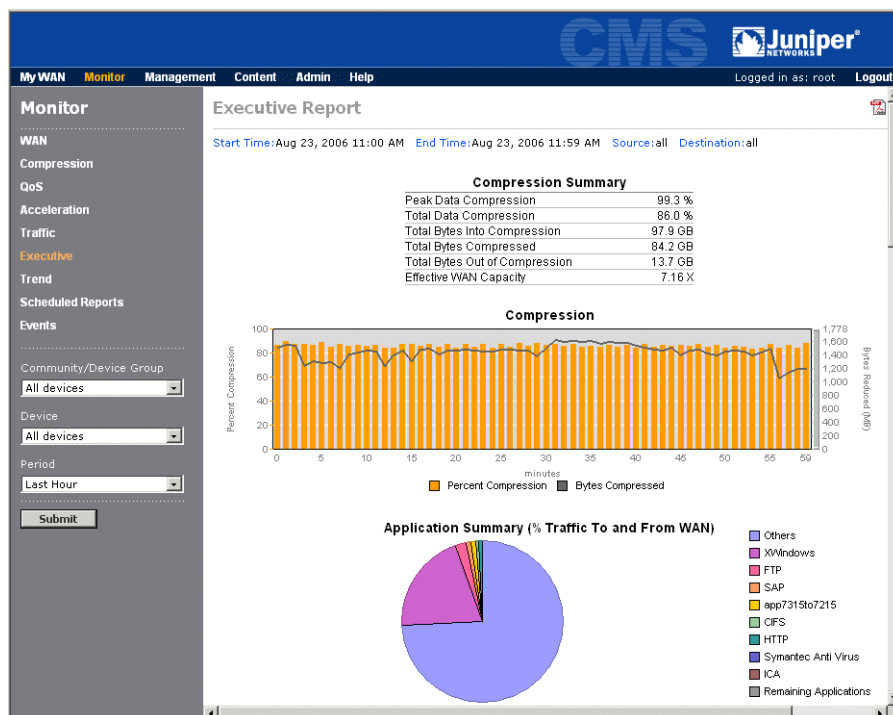 CMS
Juniper®
NETWORKS
My WAN Monitor Management Content Admin Help
Logged in as: root Logout
Monitor
WAN
Compression
QoS
Acceleration
Traffic
Executive
Trend
Scheduled Reports
Events
Community/Device Group
All devices
Device
All devices
Period
Last Hour
Submit
Executive Report
Start Time:Aug 23, 2006 11:00 AM End Time:Aug 23, 2006 11:59 AM Source:all Destination:all
Compression Summary
Peak Data Compression 99.3 %
Total Data Compression 86.0 %
Total Bytes Into Compression 97.9 GB
Total Bytes Compressed 84.2 GB
Total Bytes Out of Compression 13.7 GB
Effective WAN Capacity 7.16 X
Compression
Percent Compression
100
80
60
40
20
0
1,778
1,600
1,400
1,200
1,000
800
600
400
200
0
Bytes Reduced (MB)
0 5 10 15 20 25 30 35 40 45 50 55 59
minutes
Percent Compression Bytes Compressed
Application Summary (% Traffic To and From WAN)
Others
XWindows
FTP
SAP
app7315to7215
CIFS
HTTP
Symantec Anti Virus
ICA
Remaining Applications